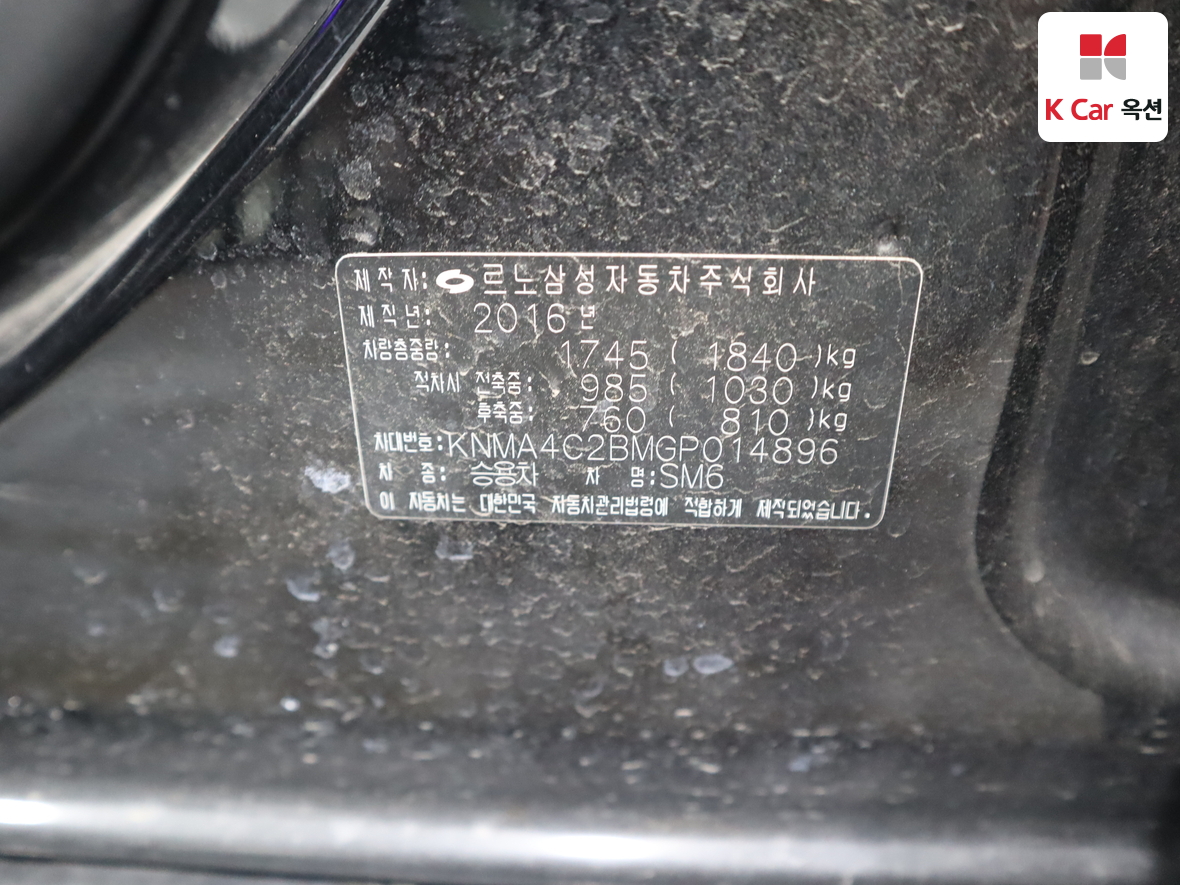 K Car 옥션
제작자: 르노삼성자동차주식회사
제작년: 2016년
차량총중량: 1745 ( 1840 )kg
적차시 전축중: 985 ( 1030 )kg
후축중: 760 ( 810 )kg
차대번호:KNMA4C2BMGP014896
차 종: 승용차 차 명:SM6
이 자동차는 대한민국 자동차관리법령에 적합하게 제작되었습니다.